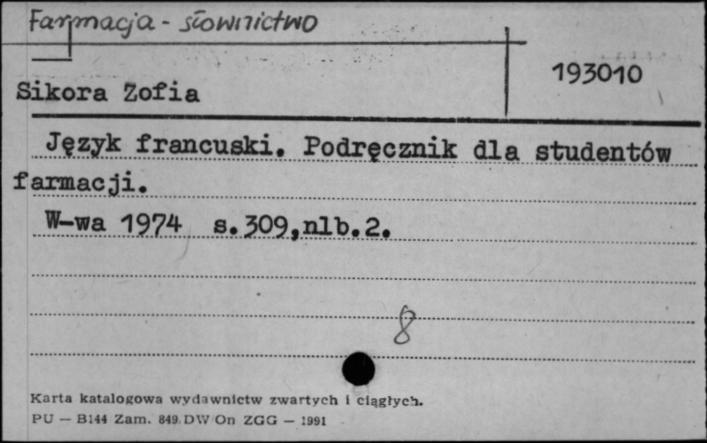 Farmacja - słownictwo
193010
Sikora Zofia
Język francuski. Podręcznik dla studentów
farmacji.
W-wa 1974 s.309,nlb.2.
8
Karta katalogowa wydawnictw zwartych i ciągłych.
PU — B144 Zam. 849 DW/On ZGG — 1991